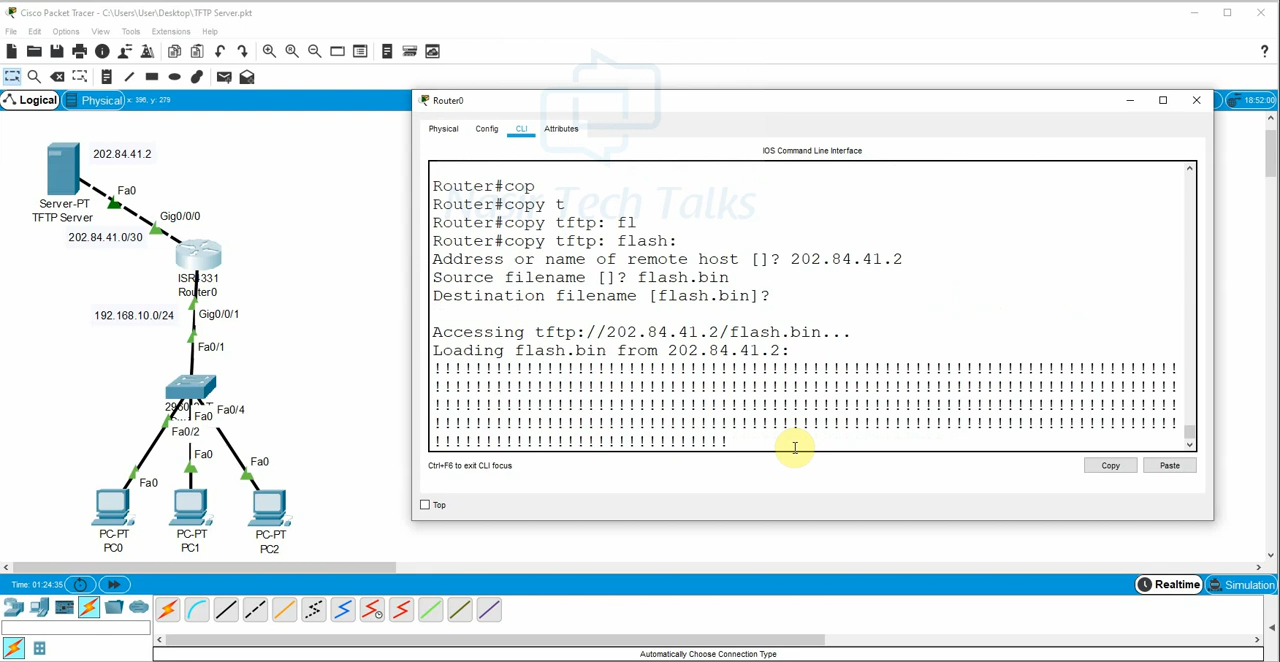 Cisco Packet Tracer - C:\Users\User\Desktop\TFTP Server.pkt
File Edit Options View Tools Extensions Help
?
Logical Physical x: 396, y: 279
18:52:00
202.84.41.2
Fa0
Server-PT
TFTP Server
Gig0/0/0
202.84.41.0/30
Router0
192.168.10.0/24
Gig0/0/1
Fa0/1
Fa0
Fa0/4
Fa0/2
Fa0
Fa0
Fa0
PC-PT
PC0
PC-PT
PC1
PC-PT
PC2
Router0
Physical Config CLI Attributes
IOS Command Line Interface
Tech Talks
Router#cop
Router#copy t
Router#copy tftp: fl
Router#copy tftp: flash:
Address or name of remote host []? 202.84.41.2
Source filename []? flash.bin
Destination filename [flash.bin]?
Accessing tftp://202.84.41.2/flash.bin...
Loading flash.bin from 202.84.41.2:
!!!!!!!!!!!!!!!!!!!!!!!!!!!!!!!!!!!!!!!!!!!!!!!!!!!!!!!!!!!!!!!!!!!!!!!!
!!!!!!!!!!!!!!!!!!!!!!!!!!!!!!!!!!!!!!!!!!!!!!!!!!!!!!!!!!!!!!!!!!!!!!!!
!!!!!!!!!!!!!!!!!!!!!!!!!!!!!!!!!!!!!!!!!!!!!!!!!!!!!!!!!!!!!!!!!!!!!!!!
!!!!!!!!!!!!!!!!!!!!!!!!!!!!!!!!!!!!!!!!!!!!!!!!!!!!!!!!!!!!!!!!!!!!!!!!
!!!!!!!!!!!!!!!!!!!!!!!!!!!!!
Ctrl+F6 to exit CLI focus
Copy Paste
Top
Time: 01:24:35
Realtime Simulation
Automatically Choose Connection Type